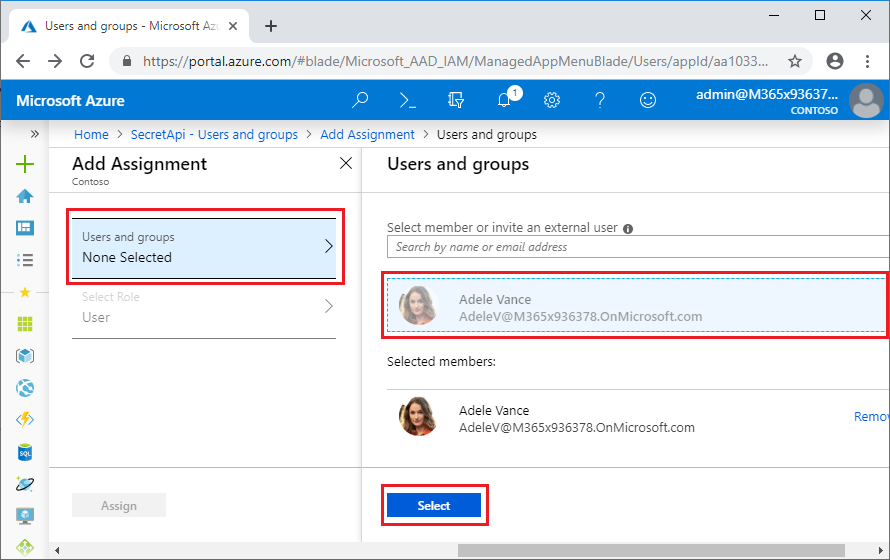 Users and groups - Microsoft Azu
https://portal.azure.com/#blade/Microsoft_AAD_IAM/ManagedAppMenuBlade/Users/appId/aa1033...
Microsoft Azure
1
admin@M365x93637...
CONTOSO
Home > SecretApi - Users and groups > Add Assignment > Users and groups
Add Assignment
Contoso
Users and groups
None Selected
Select Role
User
Assign
Users and groups
Select member or invite an external user
Search by name or email address
Adele Vance
AdeleV@M365x936378.OnMicrosoft.com
Selected members:
Adele Vance
AdeleV@M365x936378.OnMicrosoft.com
Remov
Select
SQL